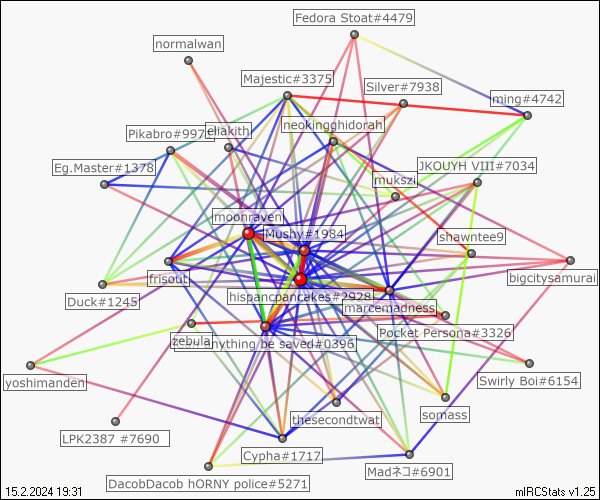 Fedora Stoat#4479
normalwan
Majestic#3375
Silver#7938
ming#4742
neokingghidorah
eliakith
Pikabro#997
Eg.Master#1378
JKOUYH VIII#7034
mukszi
moonraven
Mushy#1984
shawntee9
frisout
bigcitysamurai
hispancpancakes#2928
Duck#1245
marcemadness
Pocket Persona#3326
zebula
anything be saved#0396
yoshimanden
Swirly Boi#6154
somass
thesecondtwat
LPK2387 #7690
Cypha#1717
Madネコ#6901
DacobDacob hORNY police#5271
15.2.2024 19:31
mIRCStats v1.25